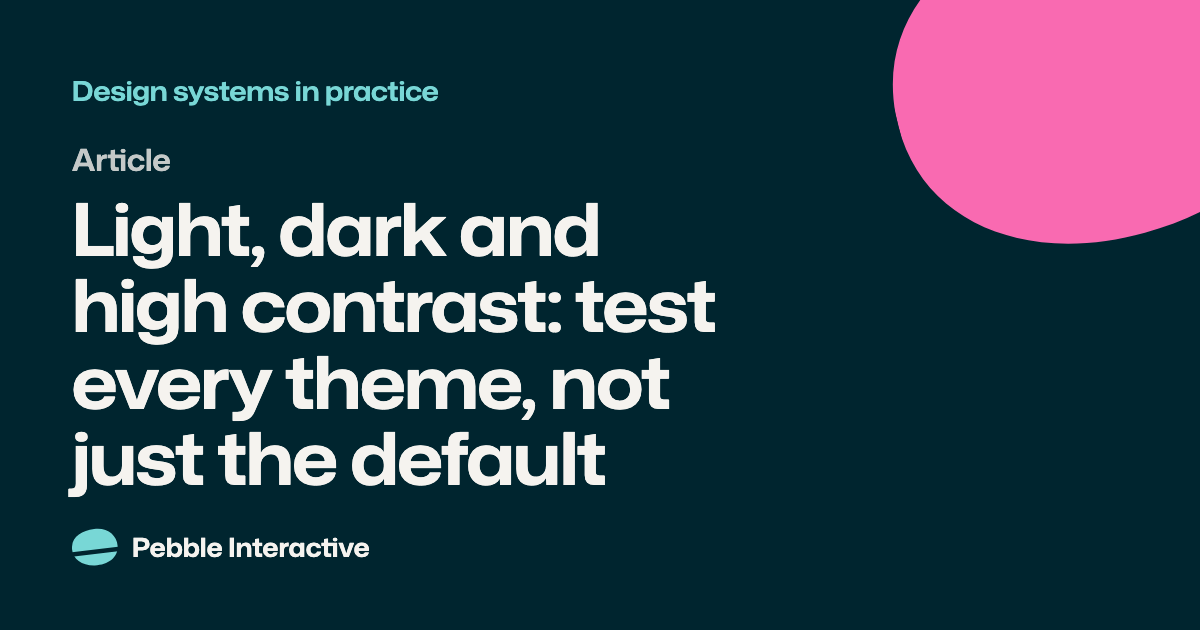 Design systems in practice
Article
Light, dark and
high contrast: test
every theme, not
just the default
Pebble Interactive